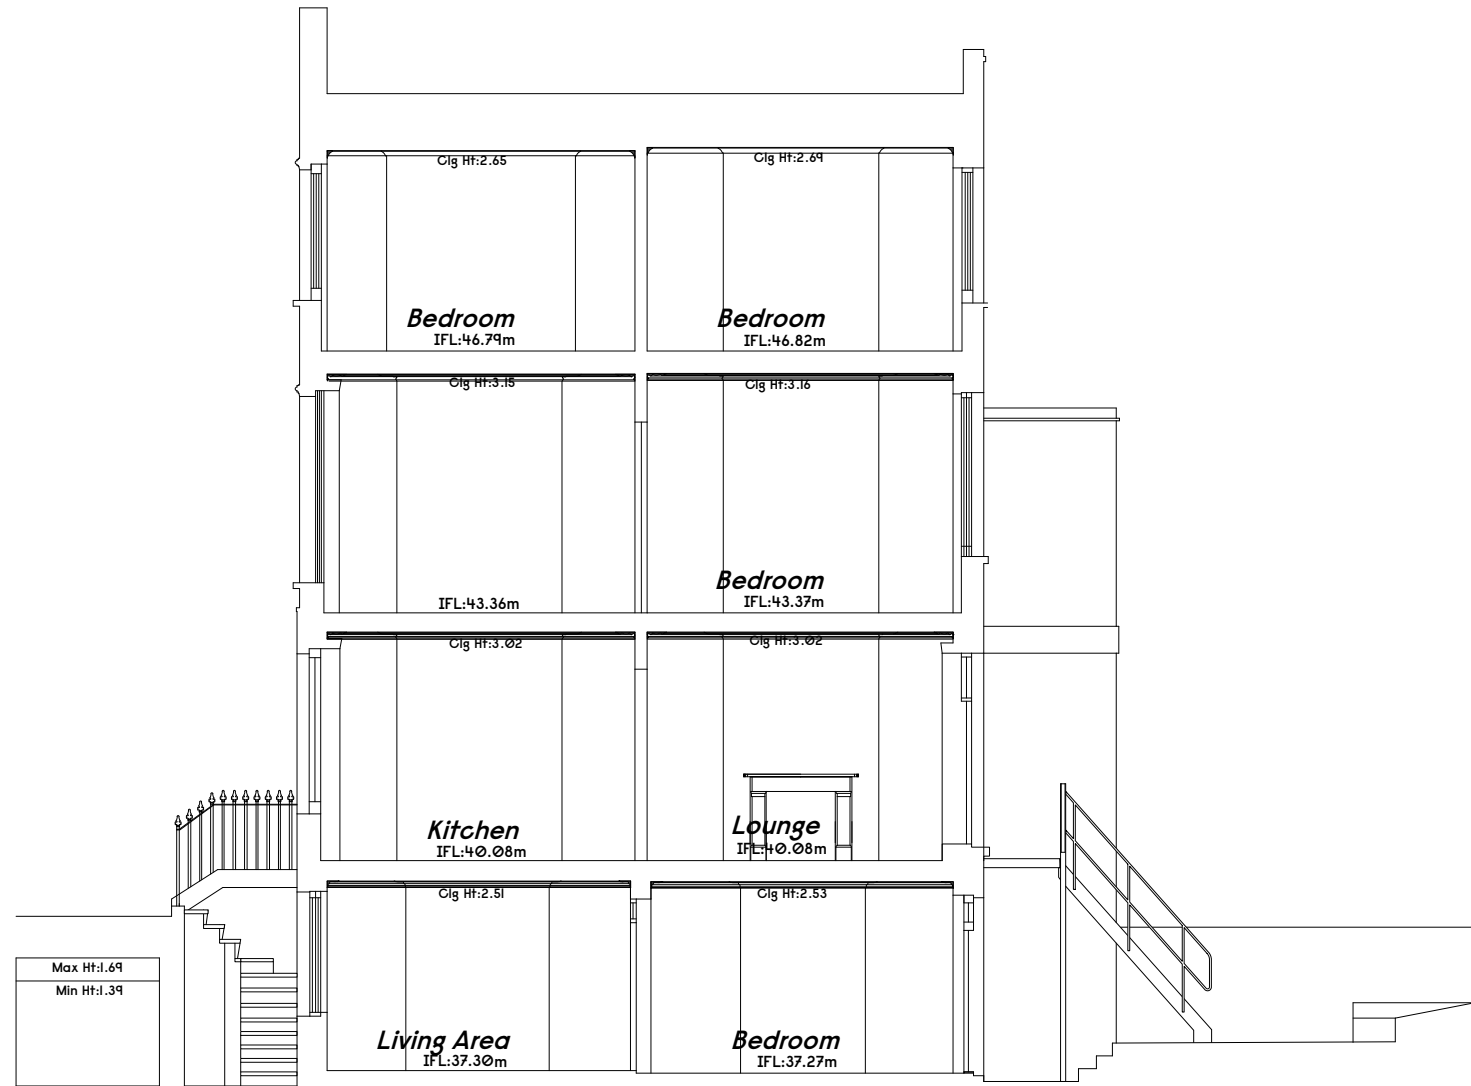 Clg Ht:2.65
Clg Ht:2.69
Bedroom
IFL:46.79m
Bedroom
IFL:46.82m
Clg Ht:3.15
Clg Ht:3.16
IFL:43.36m
Bedroom
IFL:43.37m
Clg Ht:3.02
Clg Ht:3.02
Kitchen
IFL:40.08m
Lounge
IFL:40.08m
Clg Ht:2.51
Clg Ht:2.53
Max Ht:1.69
Min Ht:1.39
Living Area
IFL:37.30m
Bedroom
IFL:37.27m